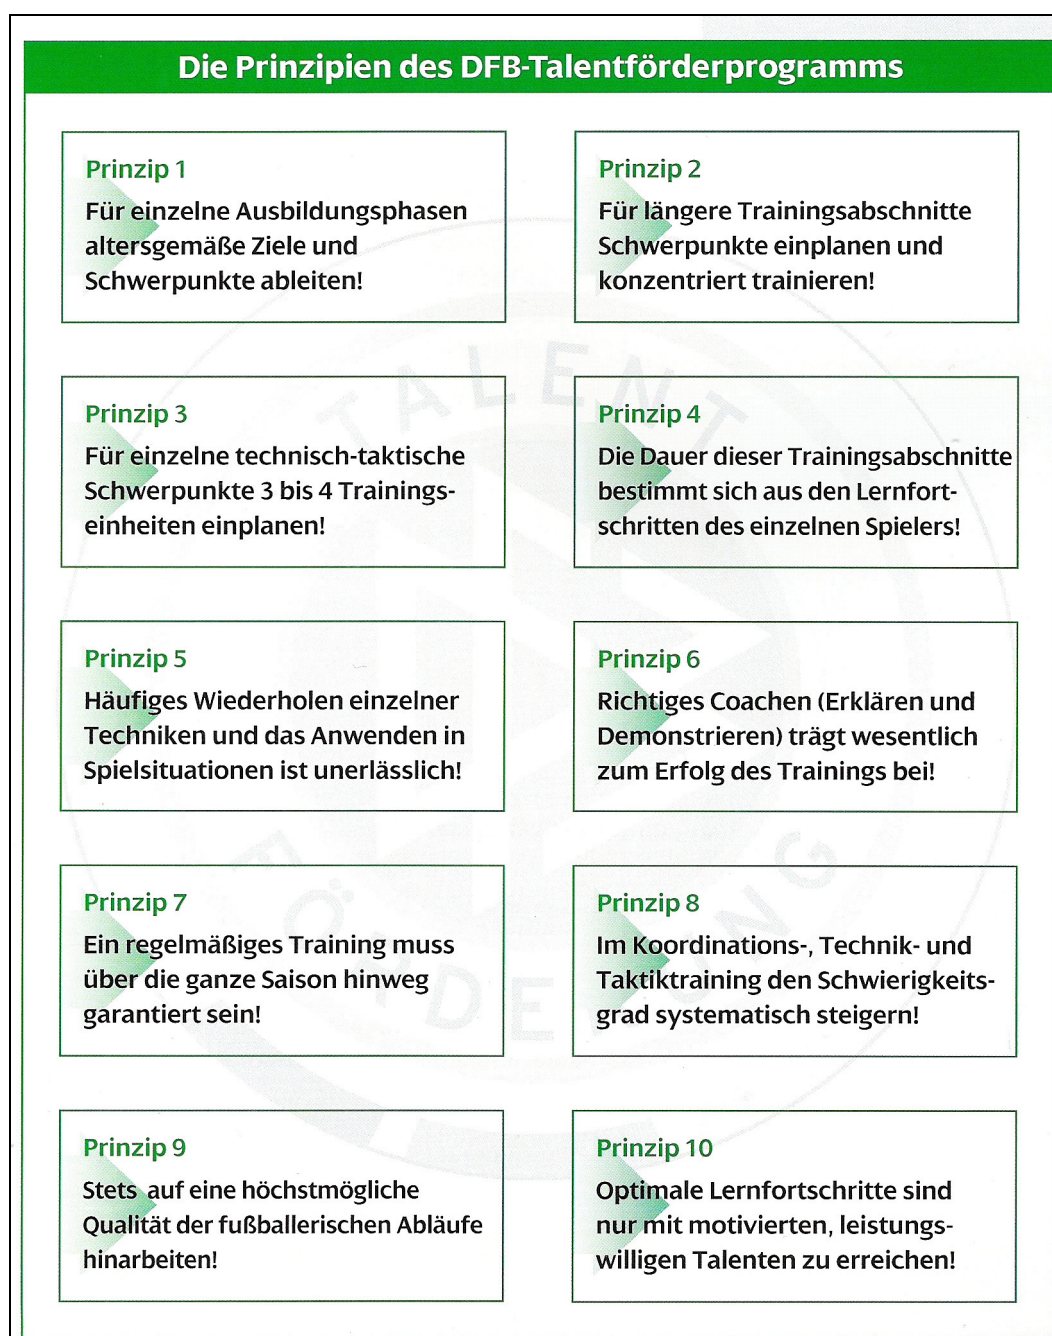 Die Prinzipien des DFB-Talentförderprogramms
Prinzip 1
Für einzelne Ausbildungsphasen
altersgemäße Ziele und
Schwerpunkte ableiten!
Prinzip 2
Für längere Trainingsabschnitte
Schwerpunkte einplanen und
konzentriert trainieren!
Prinzip 3
Für einzelne technisch-taktische
Schwerpunkte 3 bis 4 Trainings-
einheiten einplanen!
Prinzip 4
Die Dauer dieser Trainingsabschnitte
bestimmt sich aus den Lernfort-
schritten des einzelnen Spielers!
Prinzip 5
Häufiges Wiederholen einzelner
Techniken und das Anwenden in
Spielsituationen ist unerlässlich!
Prinzip 6
Richtiges Coachen (Erklären und
Demonstrieren) trägt wesentlich
zum Erfolg des Trainings bei!
Prinzip 7
Ein regelmäßiges Training muss
über die ganze Saison hinweg
garantiert sein!
Prinzip 8
Im Koordinations-, Technik- und
Taktiktraining den Schwierigkeits-
grad systematisch steigern!
Prinzip 9
Stets auf eine höchstmögliche
Qualität der fußballerischen Abläufe
hinarbeiten!
Prinzip 10
Optimale Lernfortschritte sind
nur mit motivierten, leistungs-
willigen Talenten zu erreichen!
TALENT
FÖRDERUNG